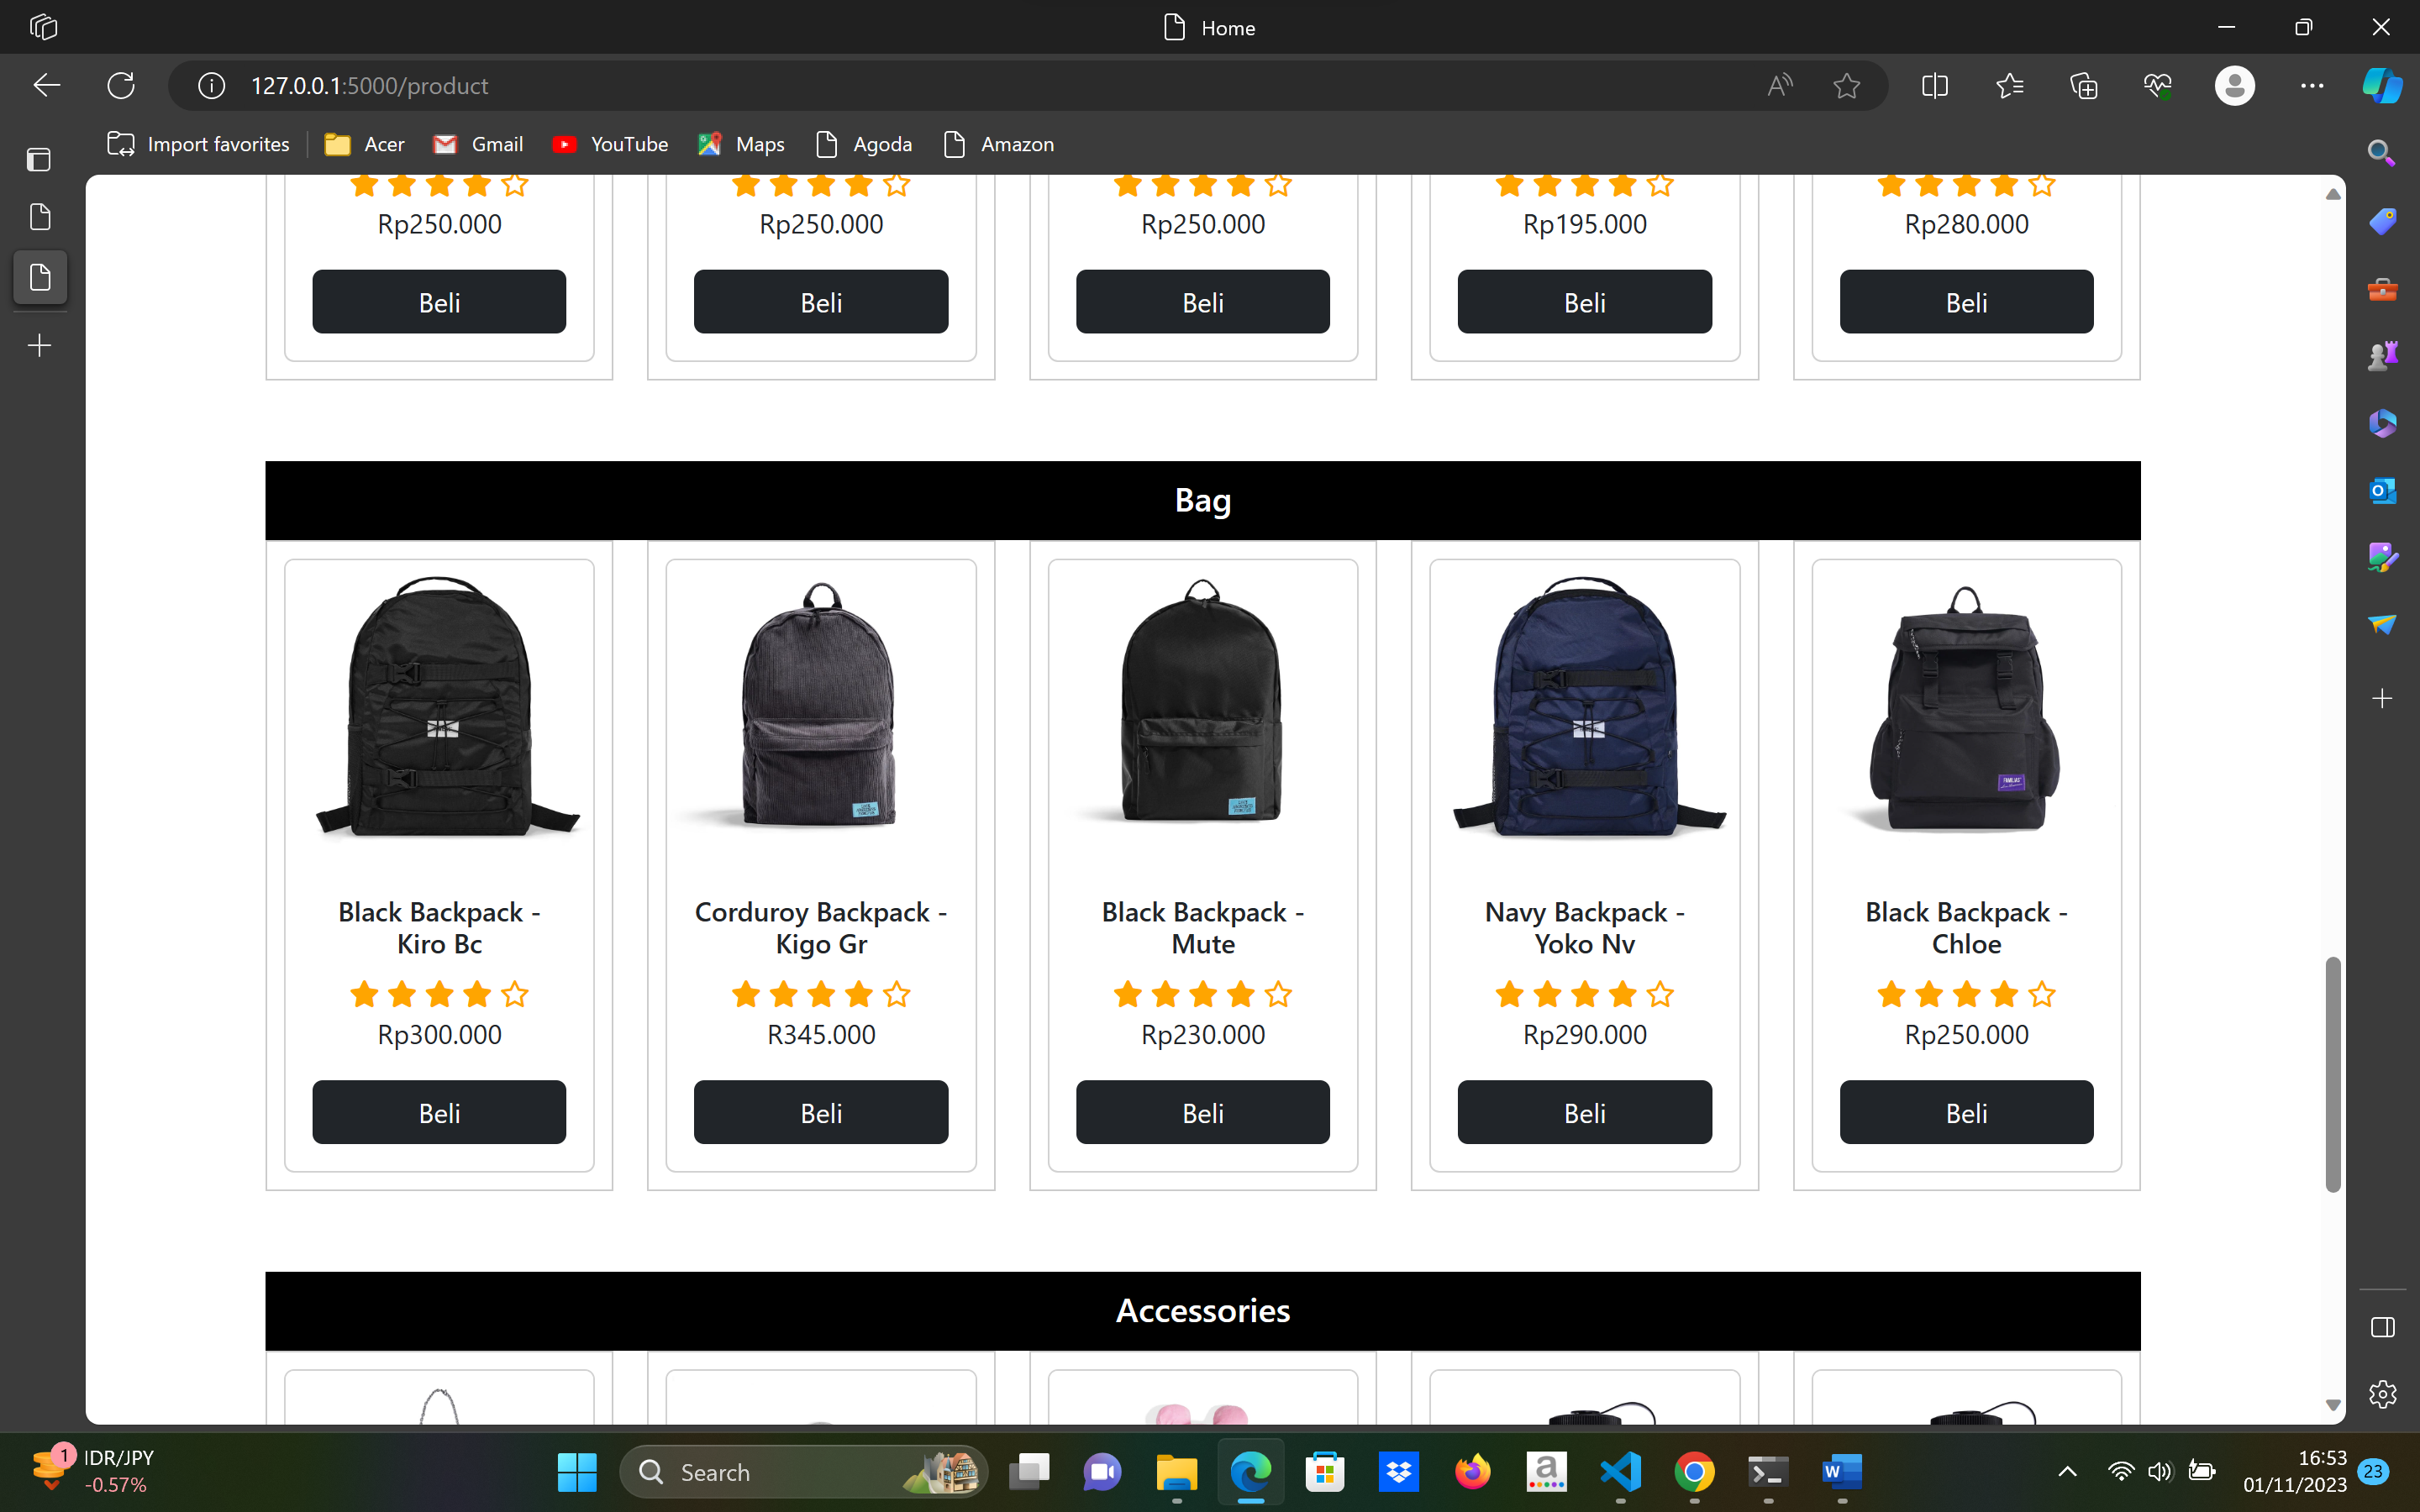 Home
127.0.0.1:5000/product
Import favorites Acer Gmail YouTube Maps Agoda Amazon
Rp250.000 Rp250.000 Rp250.000 Rp195.000 Rp280.000
Beli Beli Beli Beli Beli
Bag
Black Backpack - Kiro Bc
Corduroy Backpack - Kigo Gr
Black Backpack - Mute
Navy Backpack - Yoko Nv
Black Backpack - Chloe
Rp300.000 R345.000 Rp230.000 Rp290.000 Rp250.000
Beli Beli Beli Beli Beli
Accessories
1 IDR/JPY
-0.57%
Search
16:53
01/11/2023
23